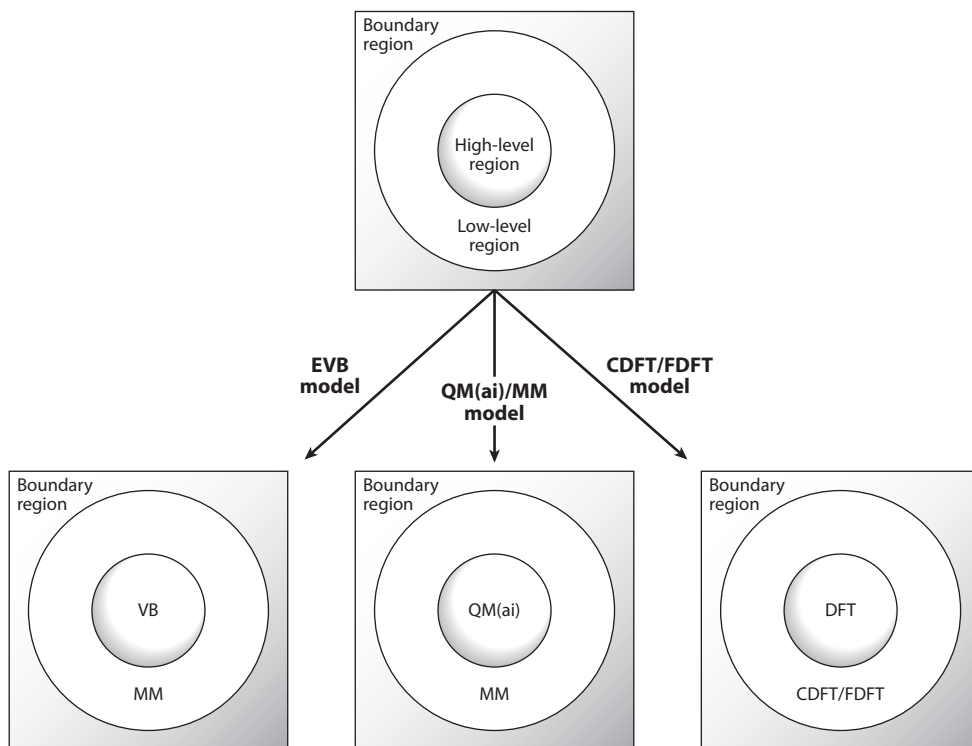 Boundary
region
High-level
region
Low-level
region
EVB
model
QM(ai)/MM
model
CDFT/FDFT
model
Boundary
region
VB
MM
Boundary
region
QM(ai)
MM
Boundary
region
DFT
CDFT/FDFT